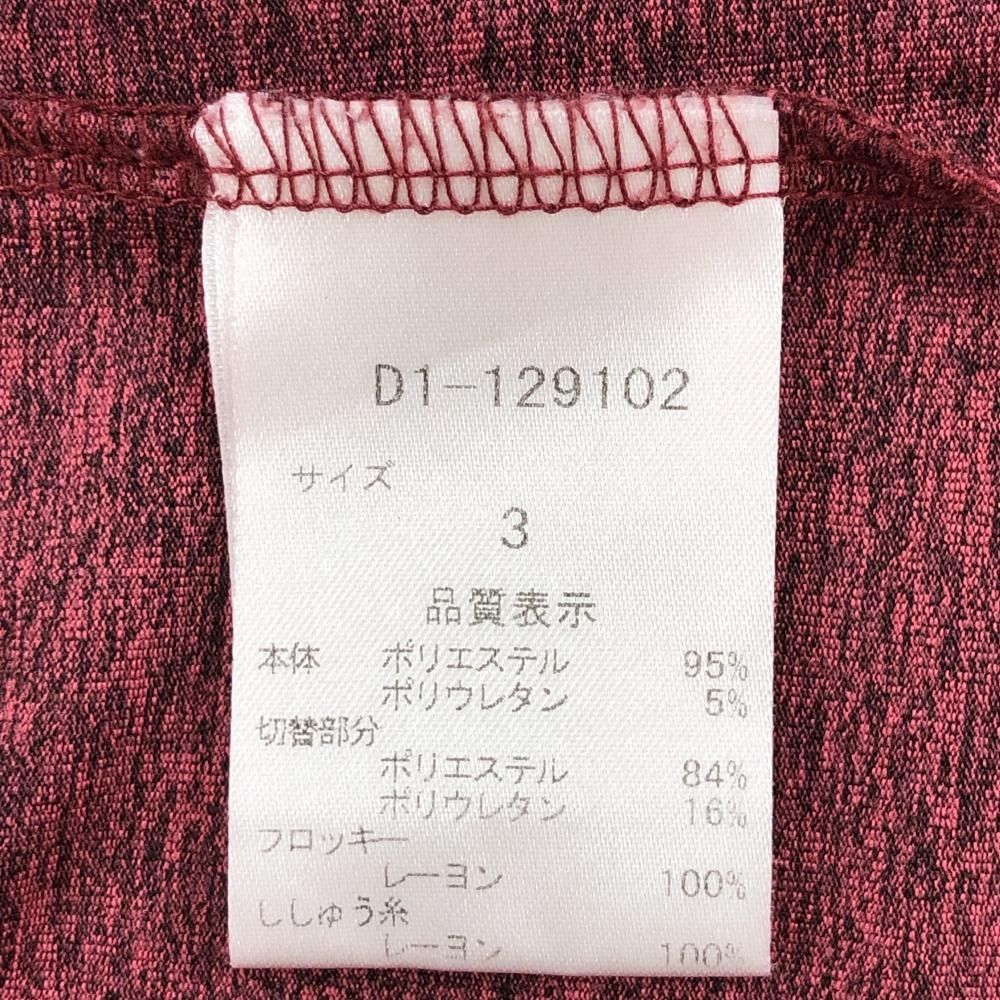 D1-129102
サイズ
3
品質表示
本体 ポリエステル 95%
ポリウレタン 5%
切替部分
ポリエステル 84%
ポリウレタン 16%
フロッキー
レーヨン 100%
ししゅう糸
レーヨン 100%